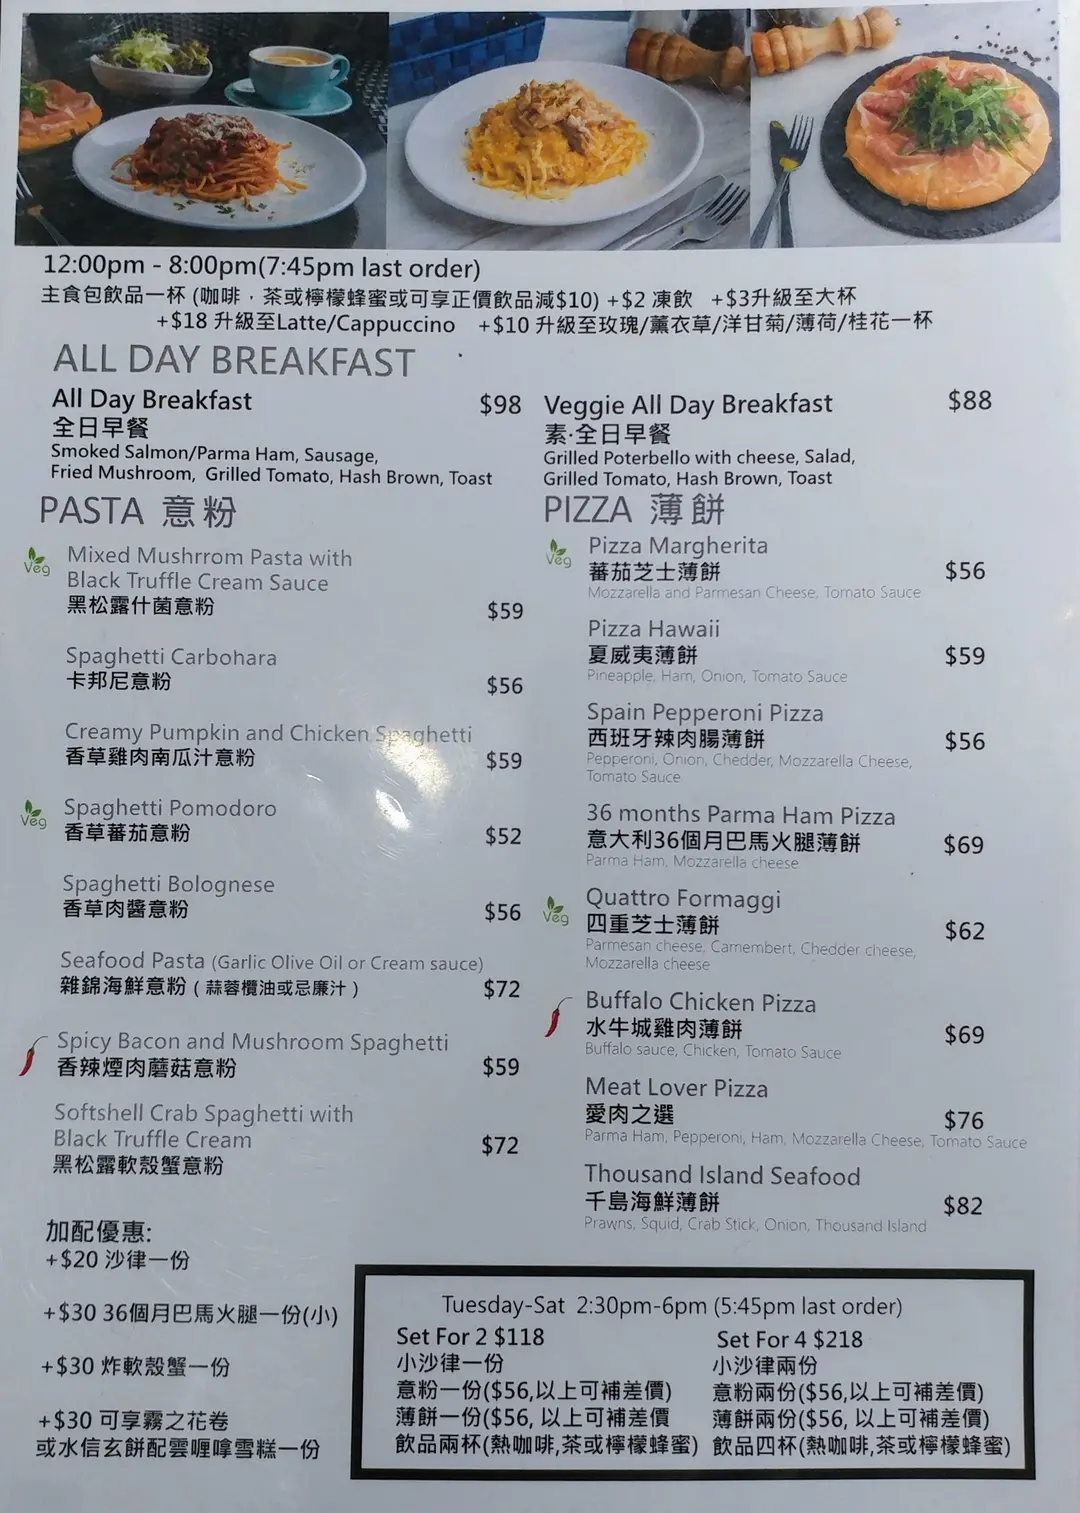 12:00pm - 8:00pm(7:45pm last order)
主食包飲品一杯 (咖啡，茶或檸檬蜂蜜或可享正價飲品減$10) +$2 凍飲 +$3升級至大杯
+$18 升級至Latte/Cappuccino +$10 升級至玫瑰/薰衣草/洋甘菊/薄荷/桂花一杯
ALL DAY BREAKFAST
All Day Breakfast $98
全日早餐
Smoked Salmon/Parma Ham, Sausage,
Fried Mushroom, Grilled Tomato, Hash Brown, Toast
Veggie All Day Breakfast $88
素·全日早餐
Grilled Poterbello with cheese, Salad,
Grilled Tomato, Hash Brown, Toast
PASTA 意粉
Veg
Mixed Mushrrom Pasta with
Black Truffle Cream Sauce
黑松露什菌意粉 $59
Spaghetti Carbohara
卡邦尼意粉 $56
Creamy Pumpkin and Chicken Spaghetti
香草雞肉南瓜汁意粉 $59
Veg
Spaghetti Pomodoro
香草蕃茄意粉 $52
Spaghetti Bolognese
香草肉醬意粉 $56
Seafood Pasta (Garlic Olive Oil or Cream sauce)
雜錦海鮮意粉 ( 蒜蓉欖油或忌廉汁 ) $72
Spicy Bacon and Mushroom Spaghetti
香辣煙肉蘑菇意粉 $59
Softshell Crab Spaghetti with
Black Truffle Cream $72
黑松露軟殼蟹意粉
PIZZA 薄餅
Veg
Pizza Margherita
蕃茄芝士薄餅 $56
Mozzarella and Parmesan Cheese, Tomato Sauce
Pizza Hawaii
夏威夷薄餅 $59
Pineapple, Ham, Onion, Tomato Sauce
Spain Pepperoni Pizza
西班牙辣肉腸薄餅 $56
Pepperoni, Onion, Chedder, Mozzarella Cheese,
Tomato Sauce
36 months Parma Ham Pizza
意大利36個月巴馬火腿薄餅 $69
Parma Ham, Mozzarella cheese
Veg
Quattro Formaggi
四重芝士薄餅 $62
Parmesan cheese, Camembert, Chedder cheese,
Mozzarella cheese
Buffalo Chicken Pizza
水牛城雞肉薄餅 $69
Buffalo sauce, Chicken, Tomato Sauce
Meat Lover Pizza
愛肉之選 $76
Parma Ham, Pepperoni, Ham, Mozzarella Cheese, Tomato Sauce
Thousand Island Seafood
千島海鮮薄餅 $82
Prawns, Squid, Crab Stick, Onion, Thousand Island
加配優惠:
+$20 沙律一份
+$30 36個月巴馬火腿一份(小)
+$30 炸軟殼蟹一份
+$30 可享霧之花卷
或水信玄餅配雲喱拿雪糕一份
Tuesday-Sat 2:30pm-6pm (5:45pm last order)
Set For 2 $118
小沙律一份
意粉一份($56,以上可補差價)
薄餅一份($56, 以上可補差價
飲品兩杯(熱咖啡,茶或檸檬蜂蜜)
Set For 4 $218
小沙律兩份
意粉兩份($56,以上可補差價)
薄餅兩份($56, 以上可補差價)
飲品四杯(熱咖啡,茶或檸檬蜂蜜)